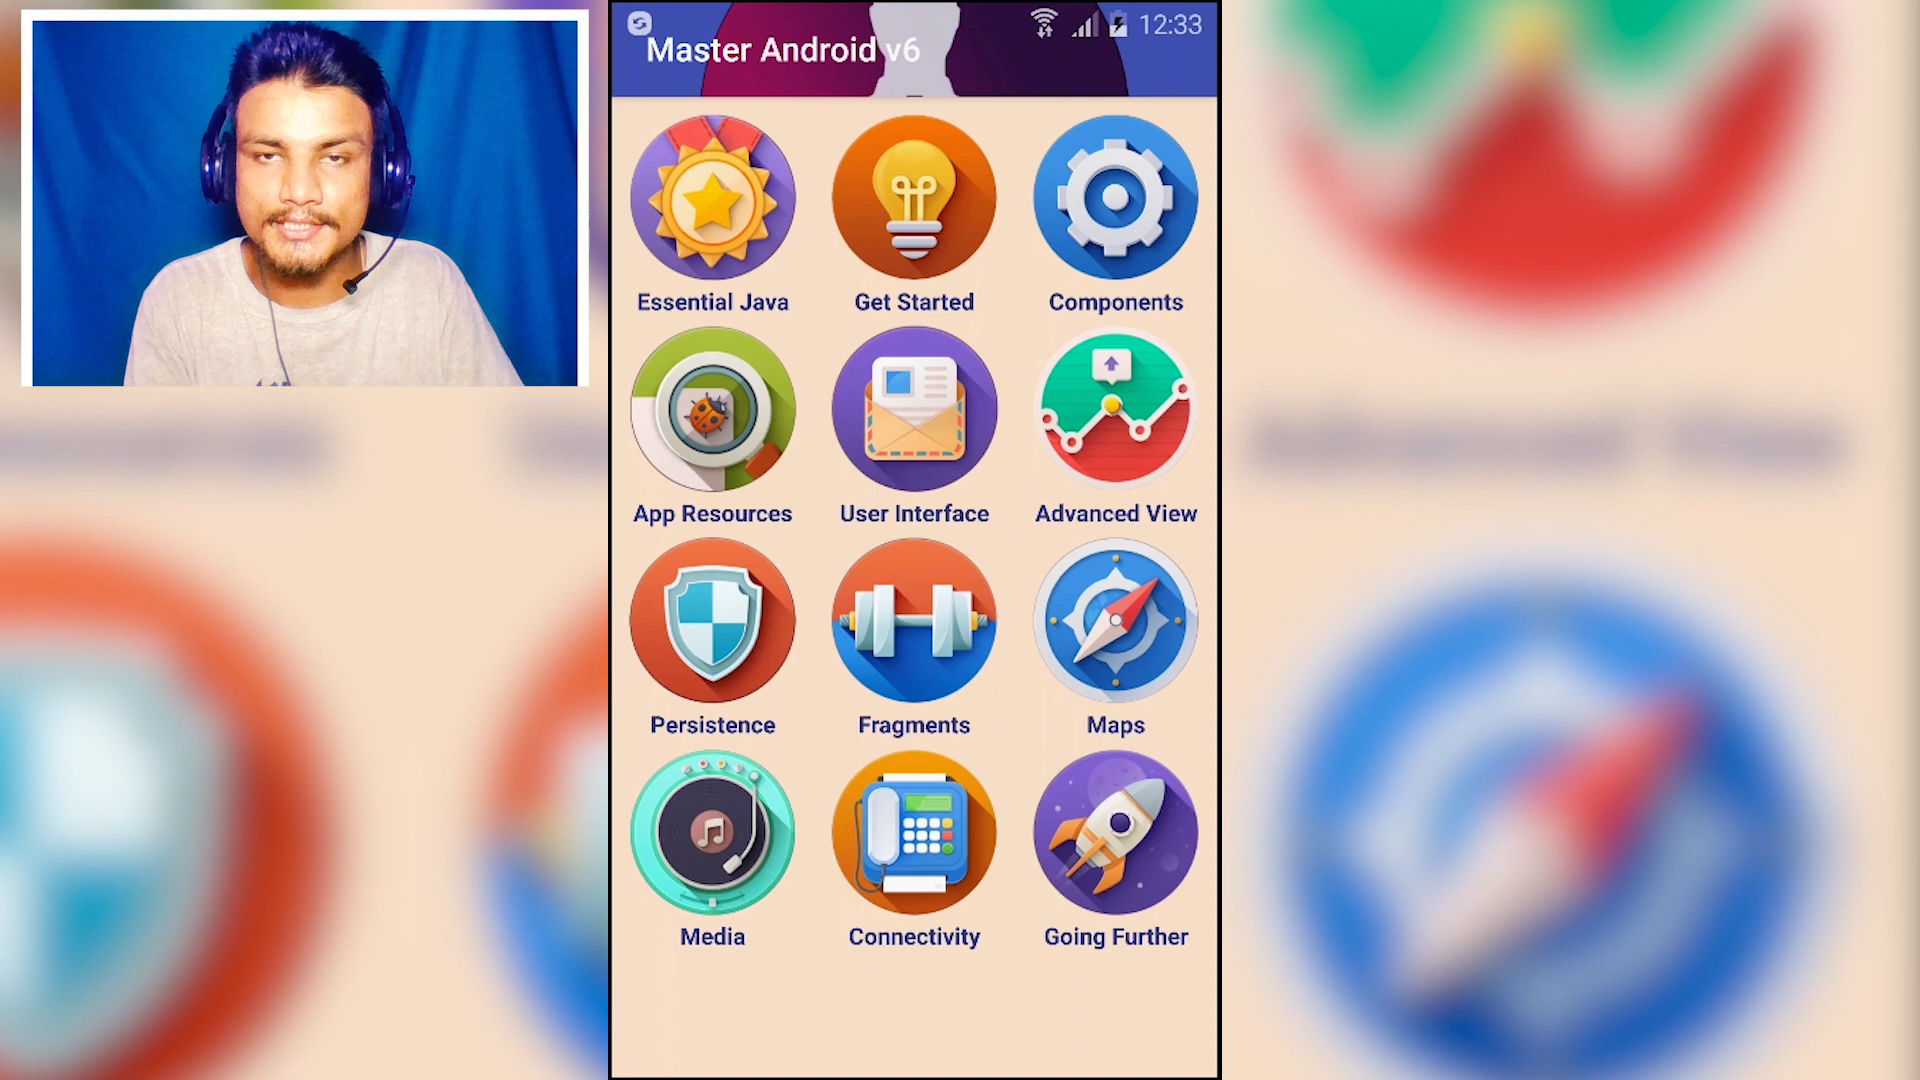 12:33
Master Android v6
Essential Java
Get Started
Components
App Resources
User Interface
Advanced View
Persistence
Fragments
Maps
Media
Connectivity
Going Further